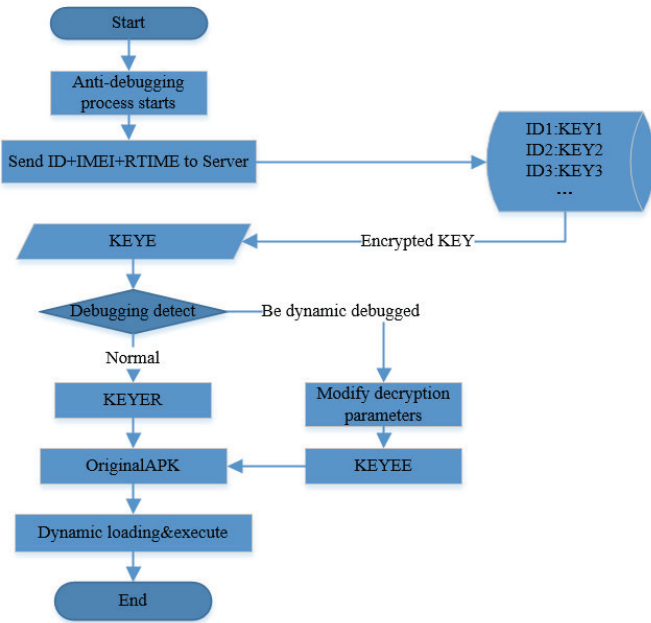 Start
Anti-debugging
process starts
Send ID+IMEI+RTIME to Server
ID1:KEY1
ID2:KEY2
ID3:KEY3
...
KEYE
Encrypted KEY
Debugging detect
Be dynamic debugged
Normal
KEYER
Modify decryption
parameters
OriginalAPK
KEYEE
Dynamic loading&execute
End